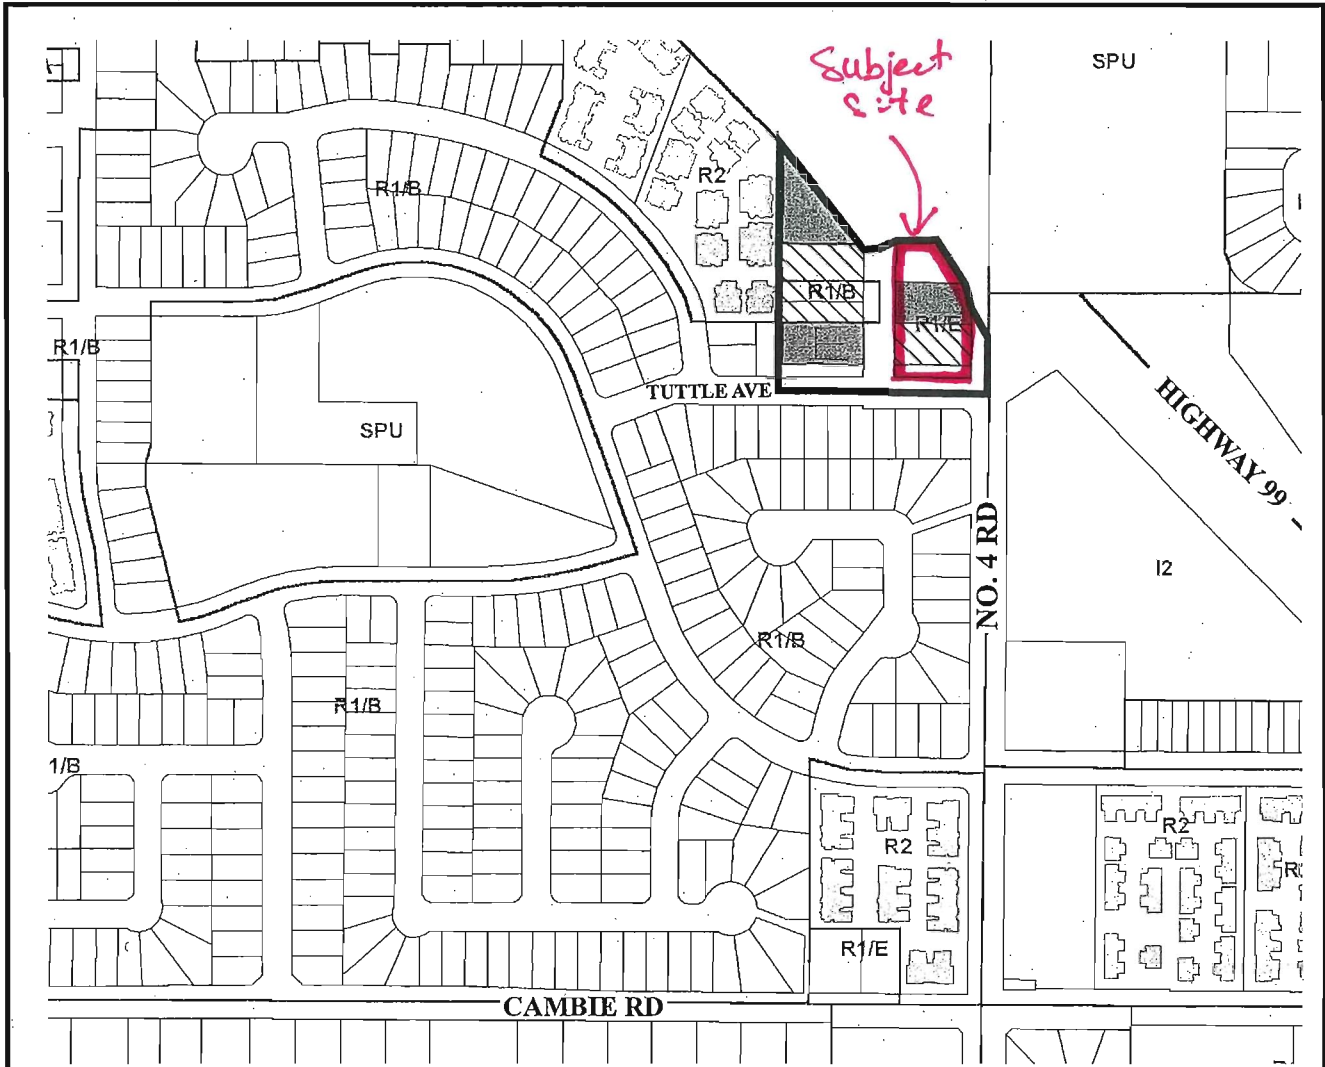 Subject
site
SPU
R2
R1/B
R1/B
R1/E
R1/B
TUTTLE AVE
SPU
HIGHWAY 99
NO. 4 RD
I2
R1/B
R1/B
1/B
R2
R2
R1/E
CAMBIE RD